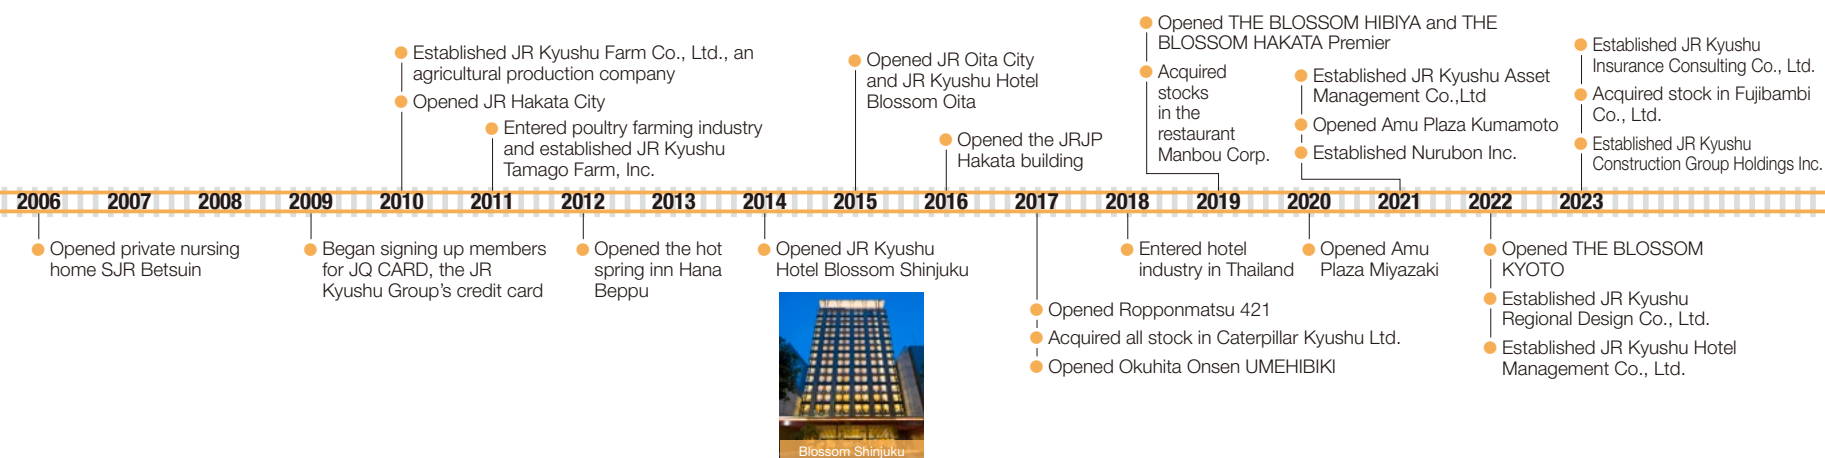 Established JR Kyushu Farm Co., Ltd., an
agricultural production company
Opened JR Hakata City
Entered poultry farming industry
and established JR Kyushu
Tamago Farm, Inc.
Opened JR Oita City
and JR Kyushu Hotel
Blossom Oita
Opened the JRJP
Hakata building
Opened THE BLOSSOM HIBIYA and THE
BLOSSOM HAKATA Premier
Acquired
stocks
in the
restaurant
Manbou Corp.
Established JR Kyushu Asset
Management Co.,Ltd
Opened Amu Plaza Kumamoto
Established Nurubon Inc.
Established JR Kyushu
Insurance Consulting Co., Ltd.
Acquired stock in Fujibambi
Co., Ltd.
Established JR Kyushu
Construction Group Holdings Inc.
2006 2007 2008 2009 2010 2011 2012 2013 2014 2015 2016 2017 2018 2019 2020 2021 2022 2023
Opened private nursing
home SJR Betsuin
Began signing up members
for JQ CARD, the JR
Kyushu Group's credit card
Opened the hot
spring inn Hana
Beppu
Opened JR Kyushu
Hotel Blossom Shinjuku
Blossom Shinjuku
Opened Ropponmatsu 421
Acquired all stock in Caterpillar Kyushu Ltd.
Opened Okuhita Onsen UMEHIBIKI
Entered hotel
industry in Thailand
Opened Amu
Plaza Miyazaki
Opened THE BLOSSOM
KYOTO
Established JR Kyushu
Regional Design Co., Ltd.
Established JR Kyushu Hotel
Management Co., Ltd.